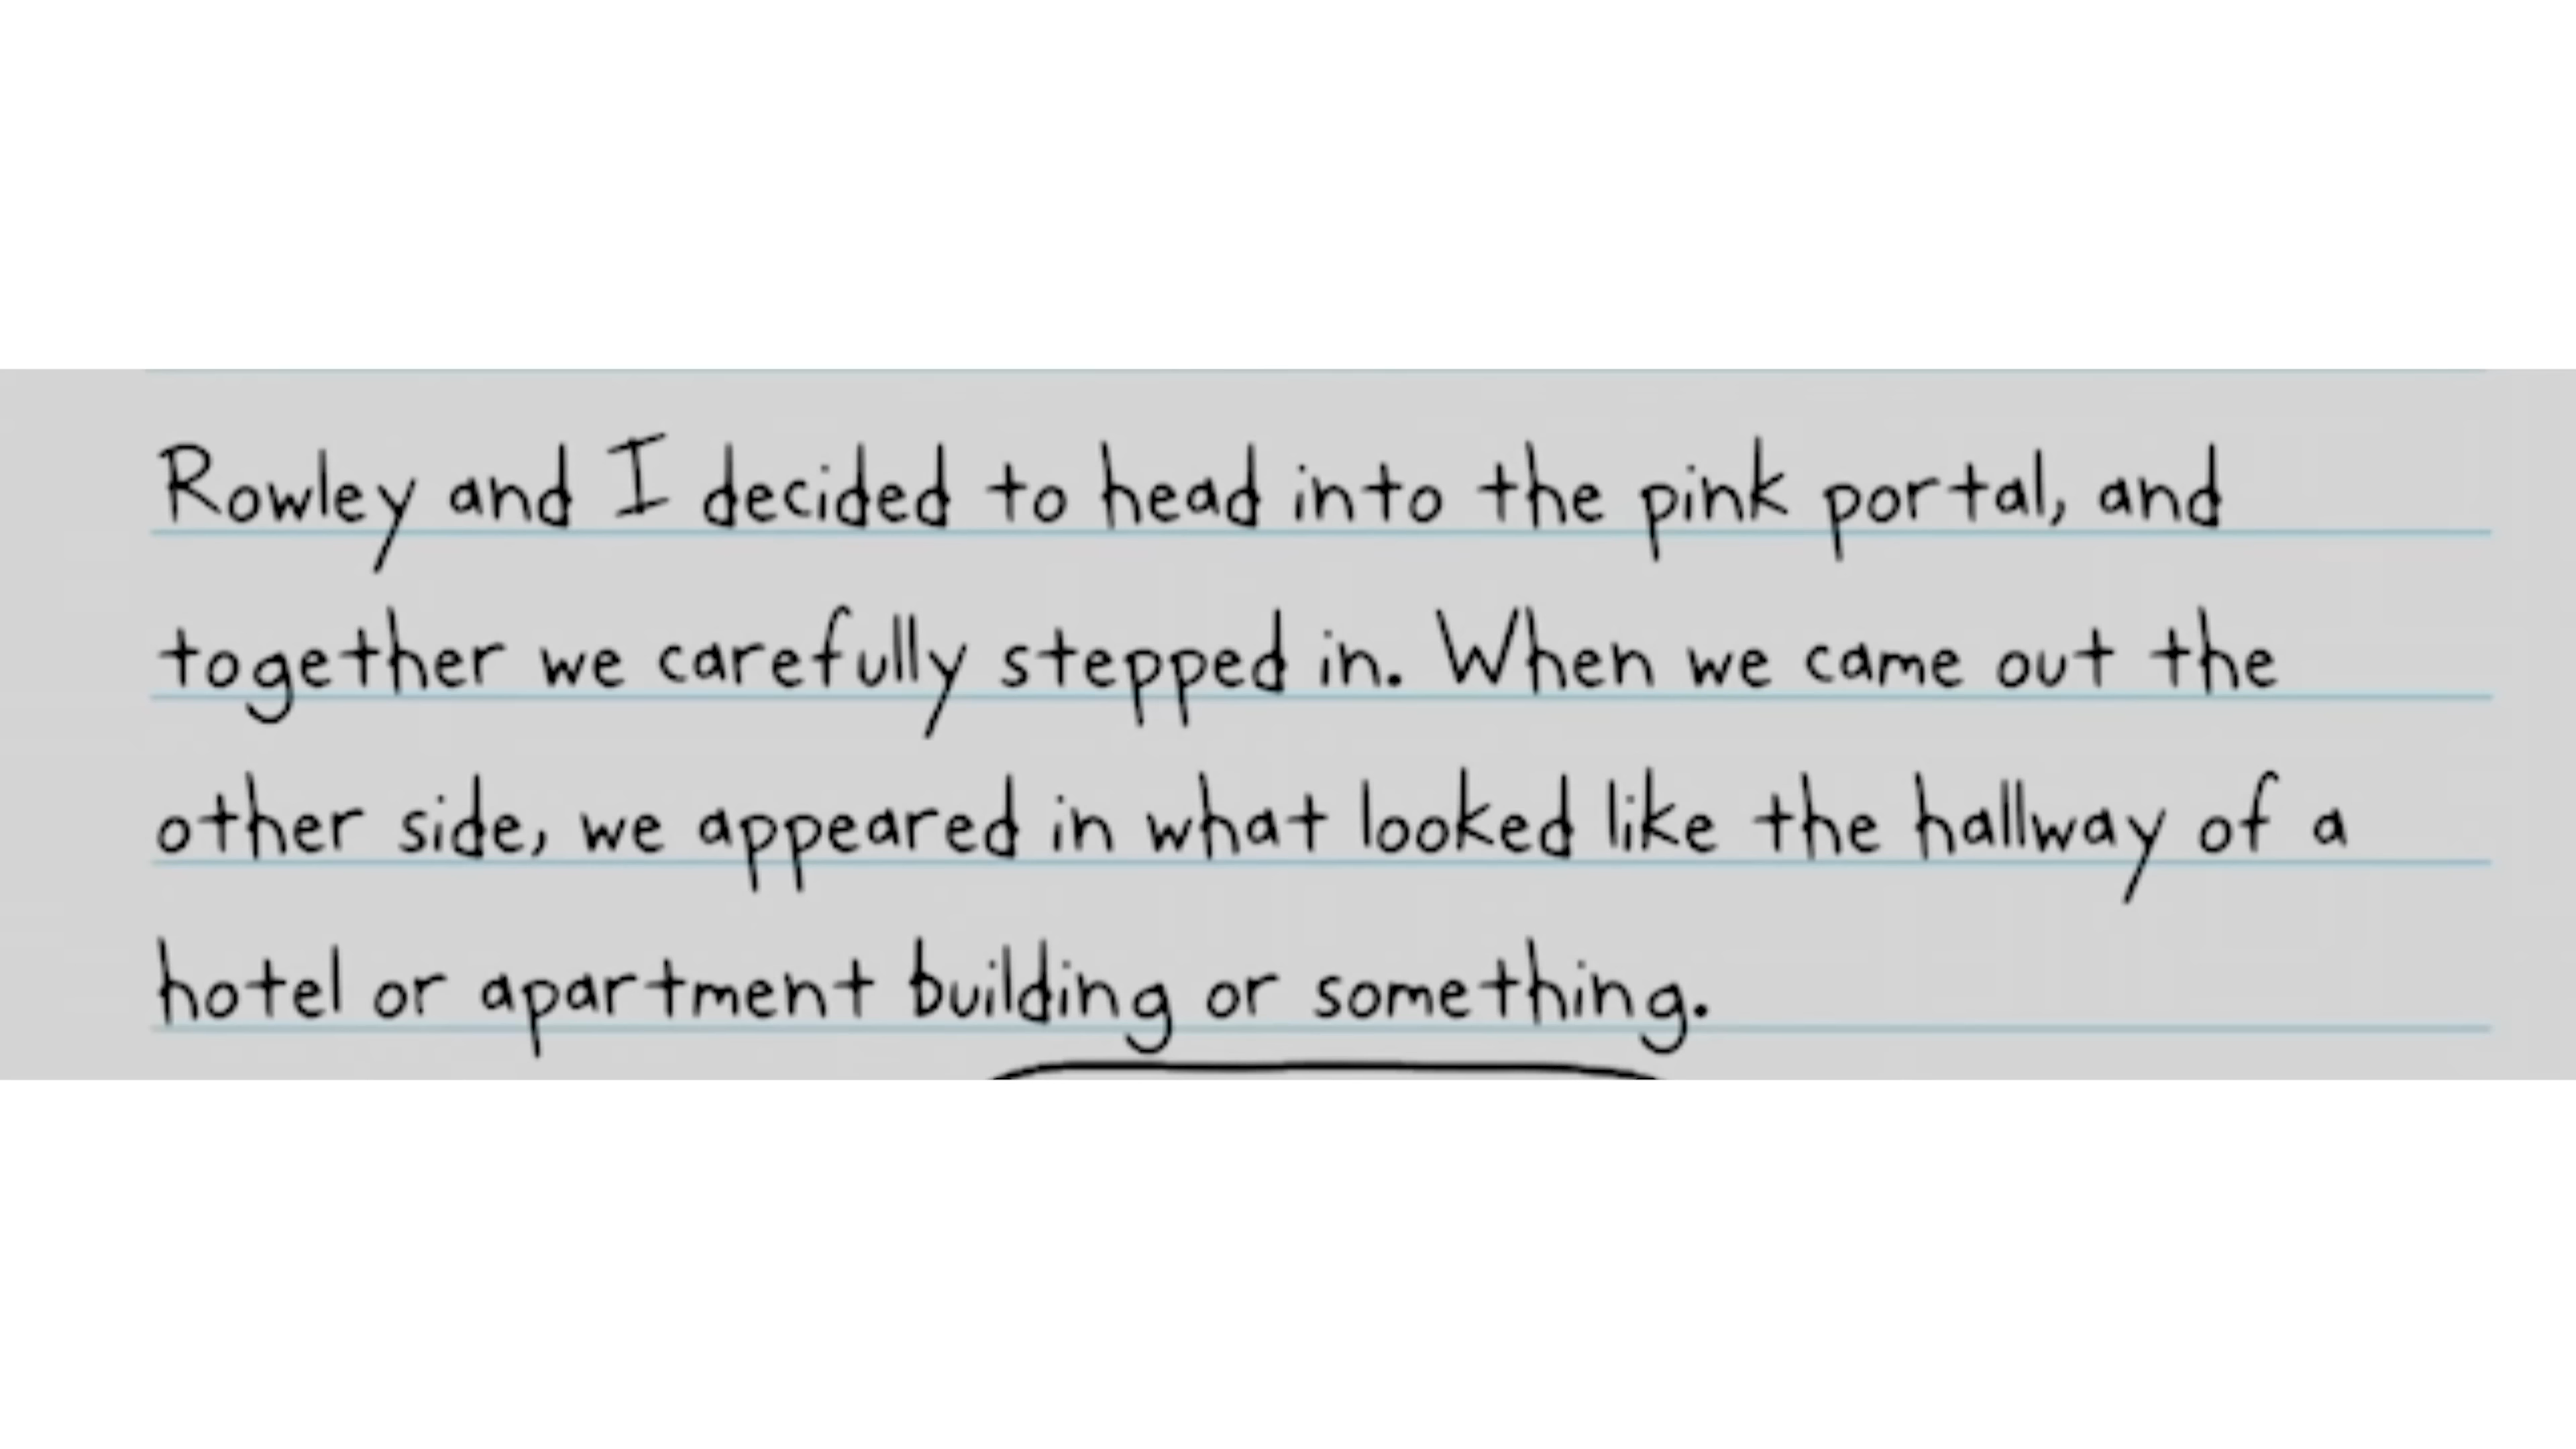 Rowley and I decided to head into the pink portal, and
together we carefully stepped in. When we came out the
other side, we appeared in what looked like the hallway of a
hotel or apartment building or something.